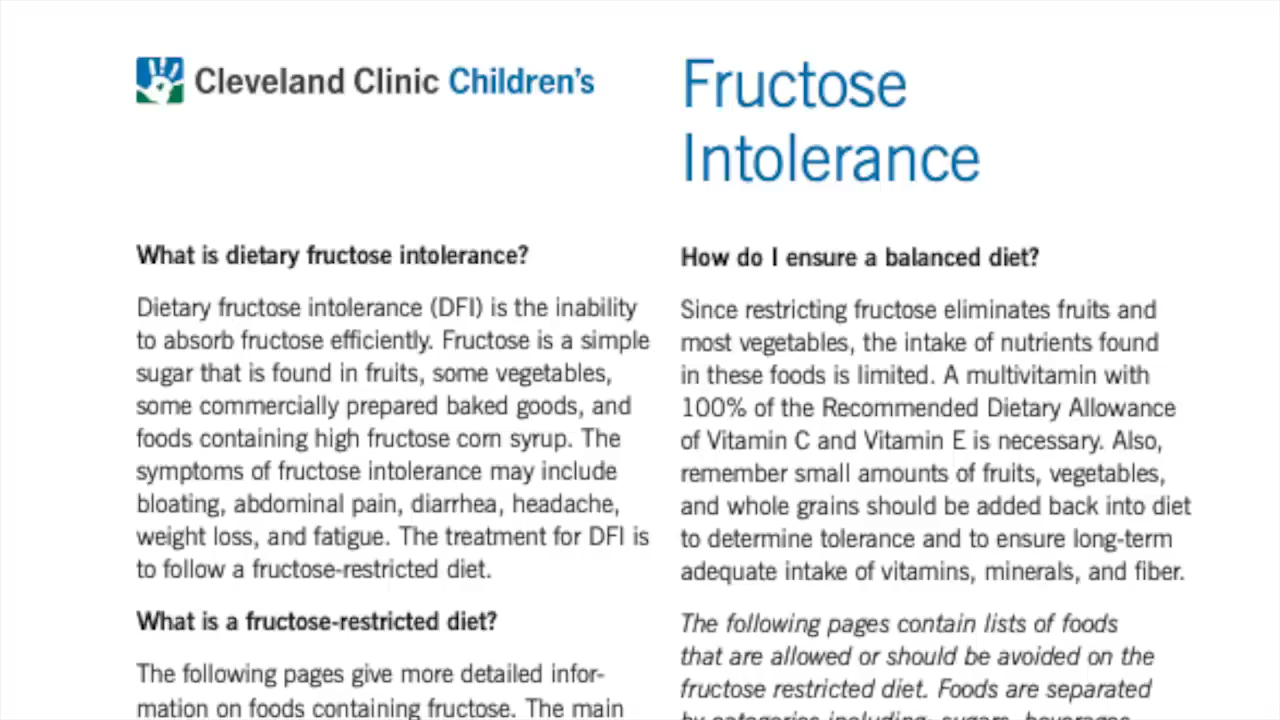 Cleveland Clinic Children's
Fructose
Intolerance
What is dietary fructose intolerance?
Dietary fructose intolerance (DFI) is the inability
to absorb fructose efficiently. Fructose is a simple
sugar that is found in fruits, some vegetables,
some commercially prepared baked goods, and
foods containing high fructose corn syrup. The
symptoms of fructose intolerance may include
bloating, abdominal pain, diarrhea, headache,
weight loss, and fatigue. The treatment for DFI is
to follow a fructose-restricted diet.
What is a fructose-restricted diet?
The following pages give more detailed infor-
mation on foods containing fructose. The main
How do I ensure a balanced diet?
Since restricting fructose eliminates fruits and
most vegetables, the intake of nutrients found
in these foods is limited. A multivitamin with
100% of the Recommended Dietary Allowance
of Vitamin C and Vitamin E is necessary. Also,
remember small amounts of fruits, vegetables,
and whole grains should be added back into diet
to determine tolerance and to ensure long-term
adequate intake of vitamins, minerals, and fiber.
The following pages contain lists of foods
that are allowed or should be avoided on the
fructose restricted diet. Foods are separated
by categories including: sugars, beverages,